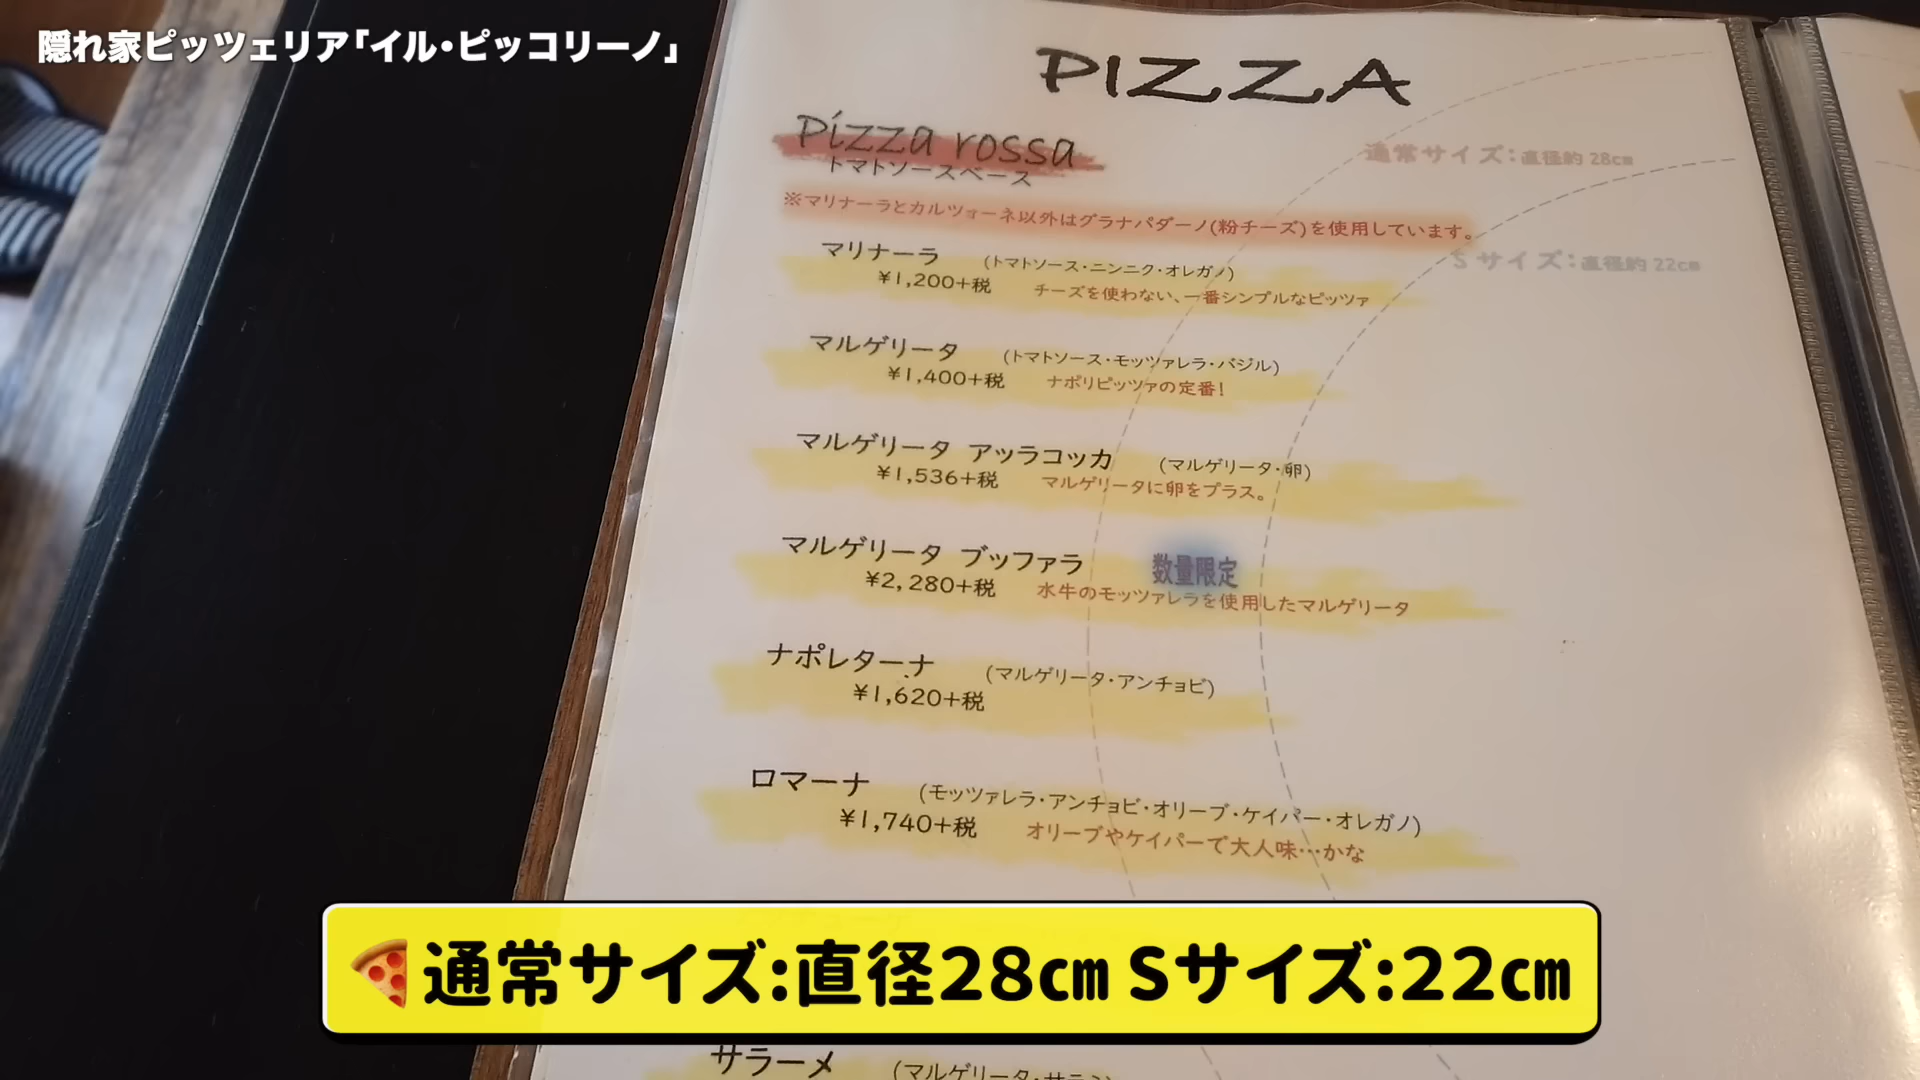 隠れ家ピッツェリア「イル・ピッコリーノ」
PIZZA
pizza rossa
トマトソースベース
通常サイズ:直径約 28cm
※マリナーラとカルツォーネ以外はグラナパダーノ(粉チーズ)を使用しています。
Sサイズ:直径約 22cm
マリナーラ (トマトソース・ニンニク・オレガノ)
¥1,200+税 チーズを使わない、一番シンプルなピッツァ
マルゲリータ (トマトソース・モッツァレラ・バジル)
¥1,400+税 ナポリピッツァの定番!
マルゲリータ アッラコッカ (マルゲリータ・卵)
¥1,536+税 マルゲリータに卵をプラス。
マルゲリータ ブッファラ 数量限定
¥2,280+税 水牛のモッツァレラを使用したマルゲリータ
ナポレターナ (マルゲリータ・アンチョビ)
¥1,620+税
ロマーナ (モッツァレラ・アンチョビ・オリーブ・ケイパー・オレガノ)
¥1,740+税 オリーブやケイパーで大人味…かな
通常サイズ:直径28cm Sサイズ:22cm
サラーメ (マルゲリータ・サラミ)